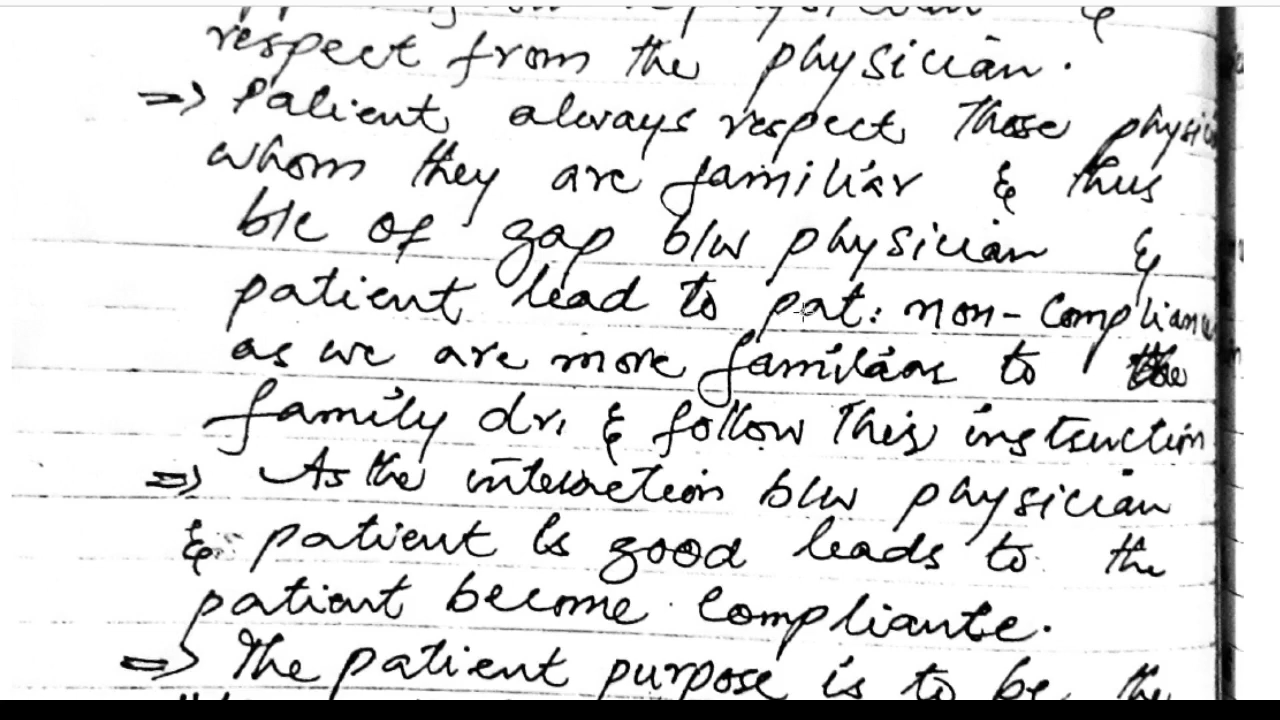 respect from the physician.
=> Patient always respect those physic
whom they are familiar & thus
b/c of gap b/w physician &
patient lead to pat: non-compliance
as we are more familiar to the
family dr. & follow this instruction
=> As the interaction b/w physician
& patient is good leads to the
patient become compliante.
=> The patient purpose is to be the